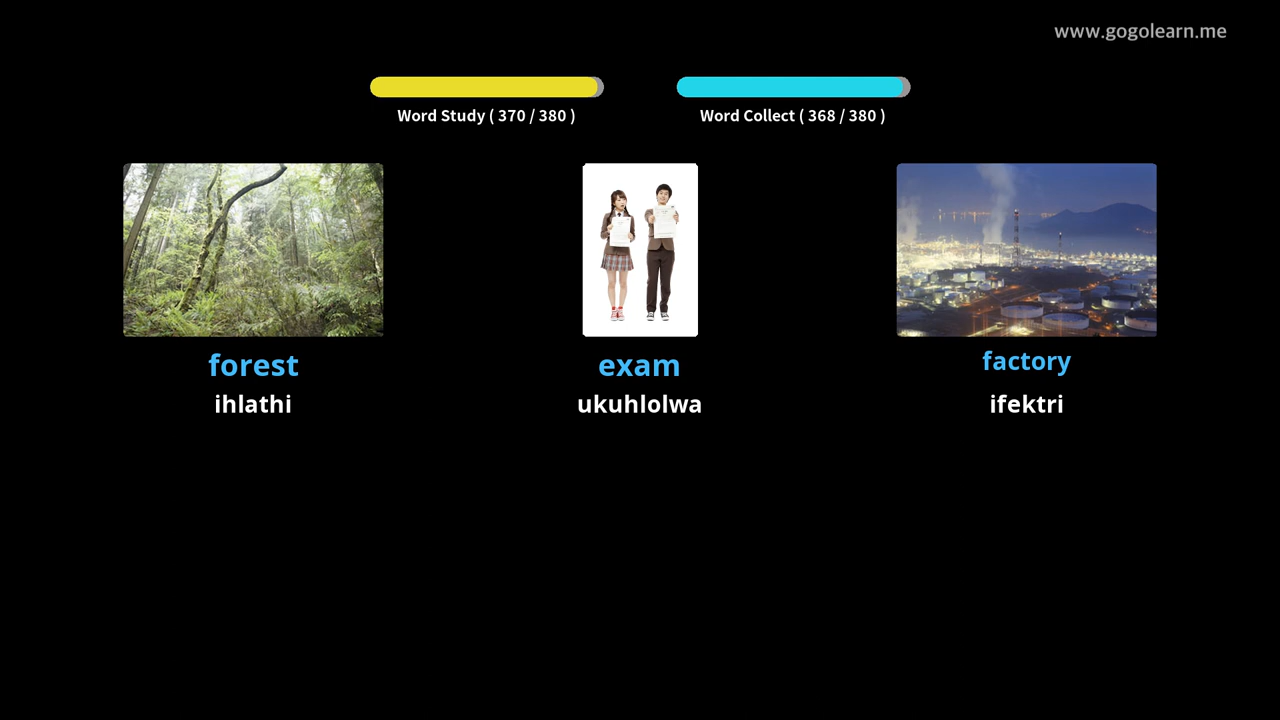 www.gogolearn.me
Word Study ( 370 / 380 )
Word Collect ( 368 / 380 )
forest
ihlathi
exam
ukuhlolwa
factory
ifektri